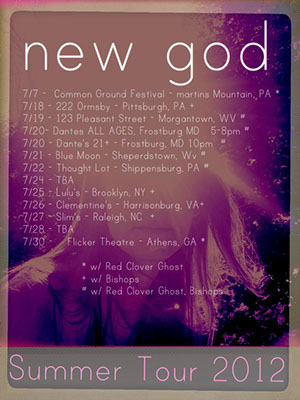 new god
7/7 - Common Ground Festival - martins Mountain, PA *
7/18 - 222 Ormsby - Pittsburgh, PA +
7/19 - 123 Pleasant Street - Morgantown, WV #
7/20- Dantes ALL AGES, Frostburg MD 5-8pm #
7/20 - Dante's 21+ - Frostburg, MD 10pm #
7/21 - Blue Moon - Sheperdstown, Wv #
7/22 - Thought Lot - Shippensburg, PA #
7/24 - TBA
7/25 - Lulu's - Brooklyn, NY +
7/26 - Clementine's - Harrisonburg, VA+
7/27 - Slim's - Raleigh, NC +
7/28 - TBA
7/30 - Flicker Theatre - Athens, GA *
* w/ Red Clover Ghost
+ w/ Bishops
# w/ Red Clover Ghost, Bishops
Summer Tour 2012